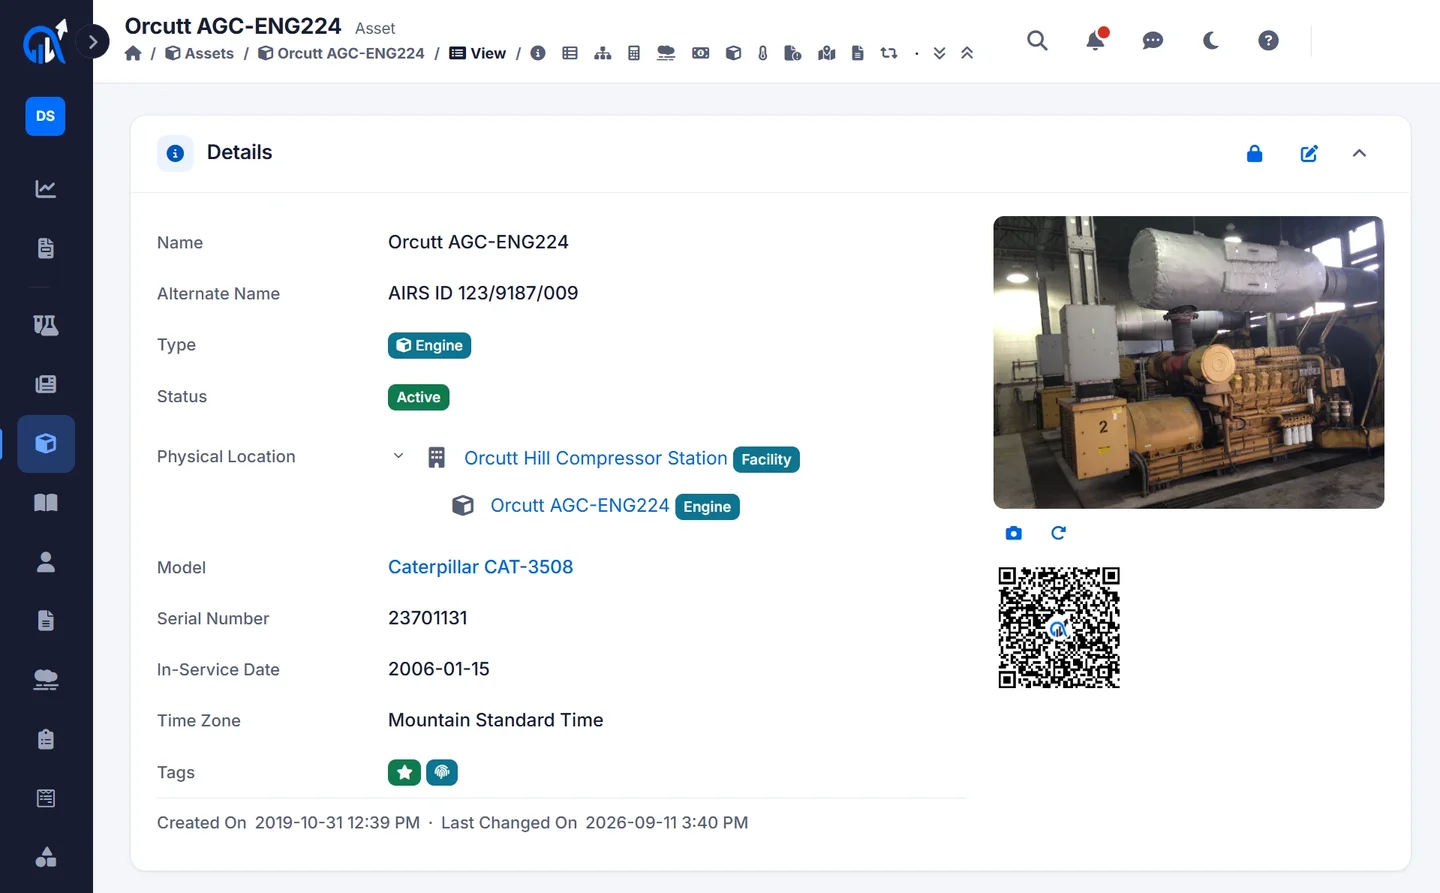 Orcutt AGC-ENG224 Asset
/ Assets / Orcutt AGC-ENG224 / View /
DS
Details
Name Orcutt AGC-ENG224
Alternate Name AIRS ID 123/9187/009
Type Engine
Status Active
Physical Location Orcutt Hill Compressor Station Facility
Orcutt AGC-ENG224 Engine
Model Caterpillar CAT-3508
Serial Number 23701131
In-Service Date 2006-01-15
Time Zone Mountain Standard Time
Tags
Created On 2019-10-31 12:39 PM · Last Changed On 2026-09-11 3:40 PM
2